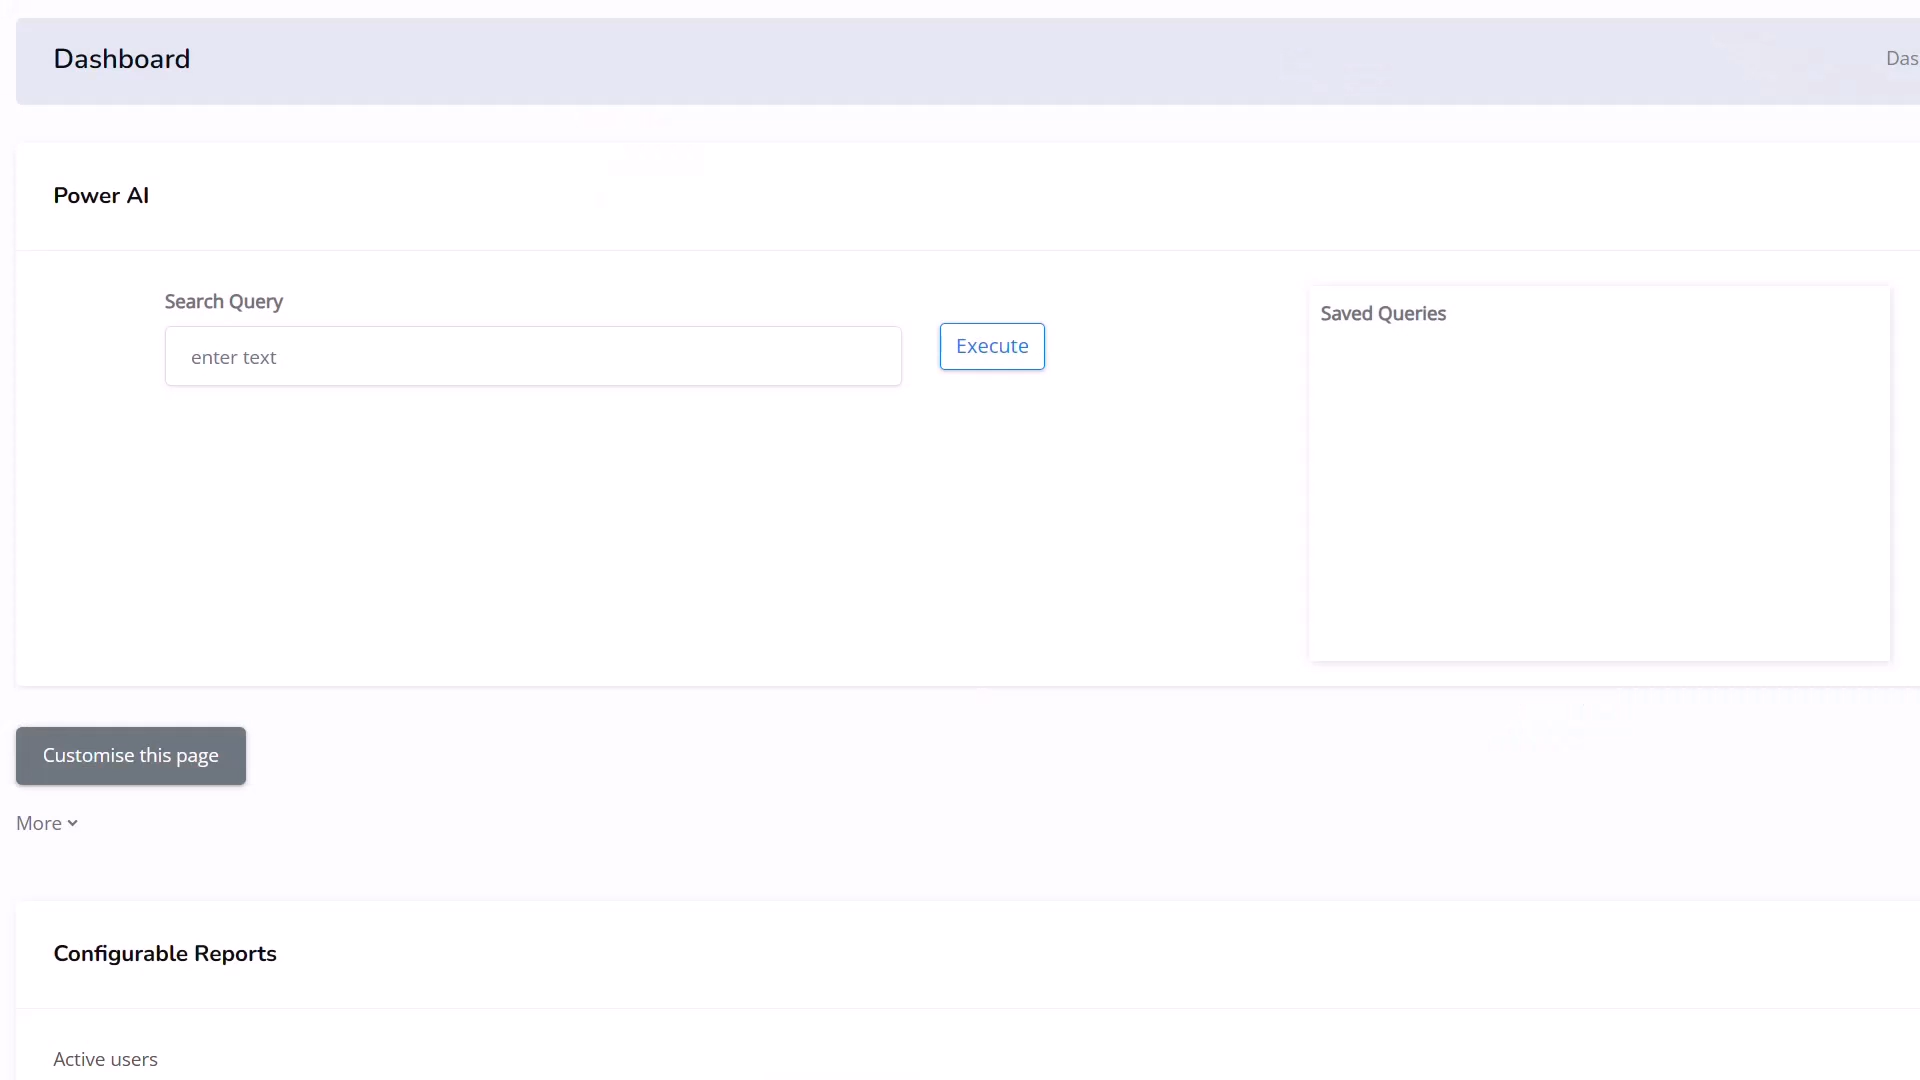 Dashboard
Das
Power AI
Search Query
enter text
Execute
Saved Queries
Customise this page
More
Configurable Reports
Active users